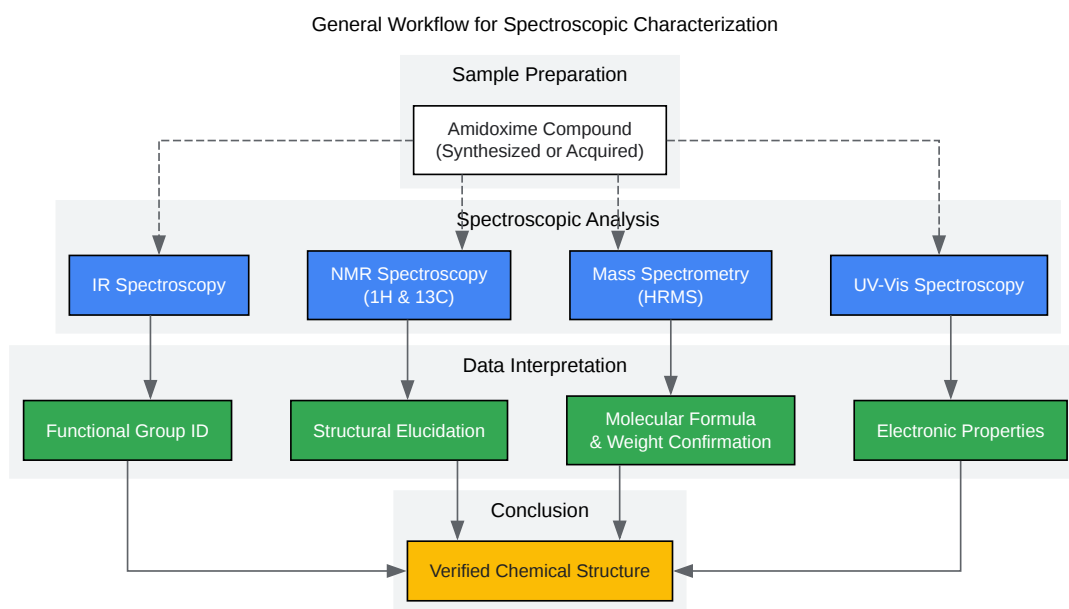 General Workflow for Spectroscopic Characterization
Sample Preparation
Amidoxime Compound
(Synthesized or Acquired)
Spectroscopic Analysis
IR Spectroscopy
NMR Spectroscopy
(1H & 13C)
Mass Spectrometry
(HRMS)
UV-Vis Spectroscopy
Data Interpretation
Functional Group ID
Structural Elucidation
Molecular Formula
& Weight Confirmation
Electronic Properties
Conclusion
Verified Chemical Structure